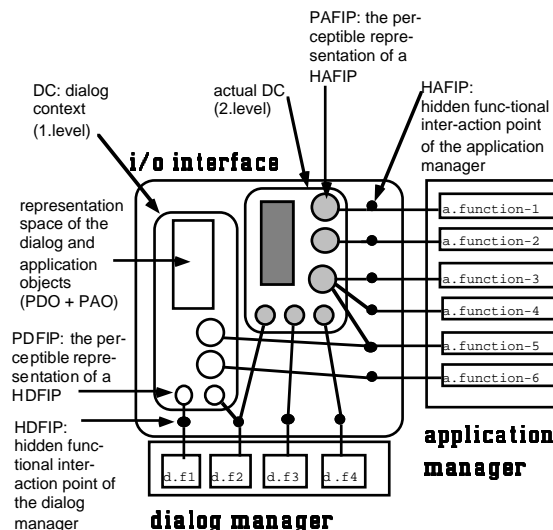 PAFIP: the per-
ceptible repre-
sentation of a
HAFIP
DC: dialog
context
(1.level)
actual DC
(2.level)
HAFIP:
hidden func-tional
inter-action point
of the application
manager
i/o interface
representation
space of the
dialog and
application
objects
(PDO + PAO)
a.function-1
a.function-2
a.function-3
a.function-4
a.function-5
a.function-6
PDFIP: the per-
ceptible repre-
sentation of a
HDFIP
HDFIP:
hidden func-
tional inter-
action point of
the dialog
manager
application
manager
d.f1
d.f2
d.f3
d.f4
dialog manager